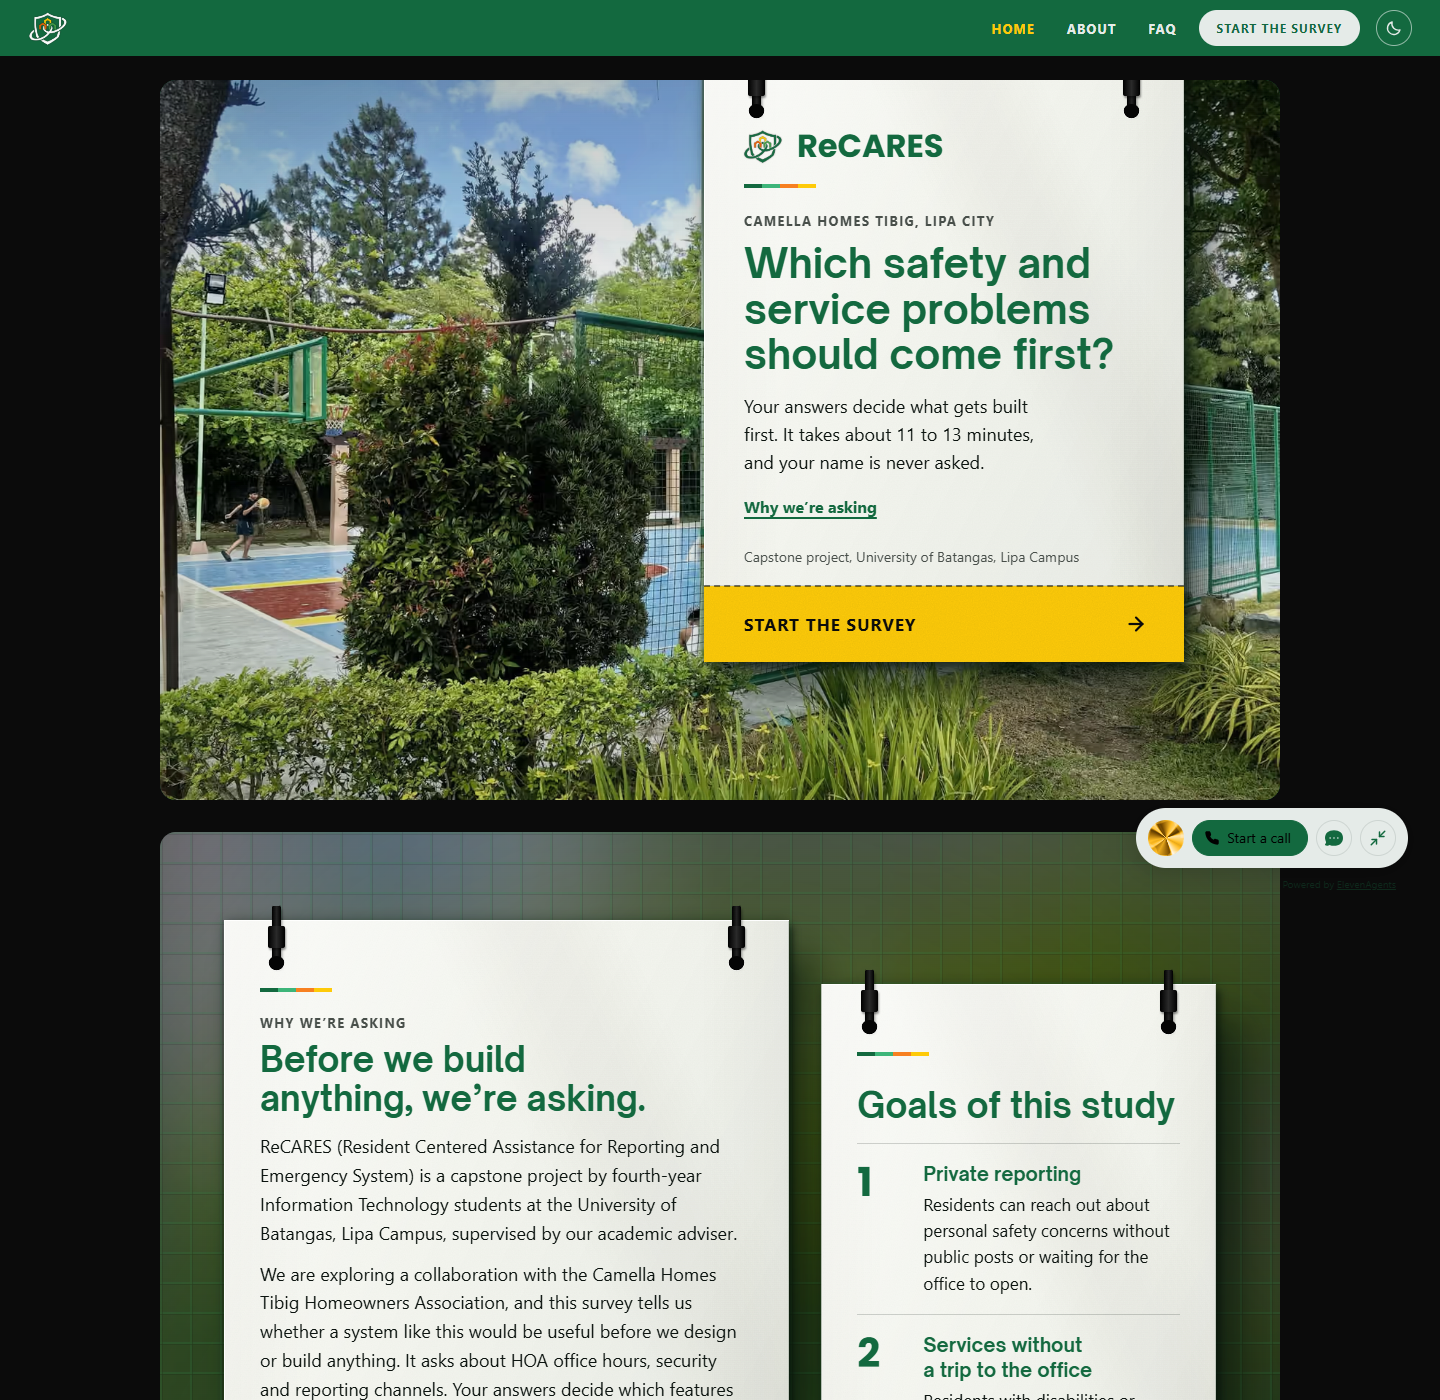 HOME
ABOUT
FAQ
START THE SURVEY
ReCARES
CAMELLA HOMES TIBIG, LIPA CITY
Which safety and
service problems
should come first?
Your answers decide what gets built
first. It takes about 11 to 13 minutes,
and your name is never asked.
Why we're asking
Capstone project, University of Batangas, Lipa Campus
START THE SURVEY
Start a call
Powered by ElevenAgents
WHY WE'RE ASKING
Before we build
anything, we're asking.
ReCARES (Resident Centered Assistance for Reporting and
Emergency System) is a capstone project by fourth-year
Information Technology students at the University of
Batangas, Lipa Campus, supervised by our academic adviser.
We are exploring a collaboration with the Camella Homes
Tibig Homeowners Association, and this survey tells us
whether a system like this would be useful before we design
or build anything. It asks about HOA office hours, security
and reporting channels. Your answers decide which features
Goals of this study
1
Private reporting
Residents can reach out about
personal safety concerns without
public posts or waiting for the
office to open.
2
Services without
a trip to the office
Residents with disabilities or